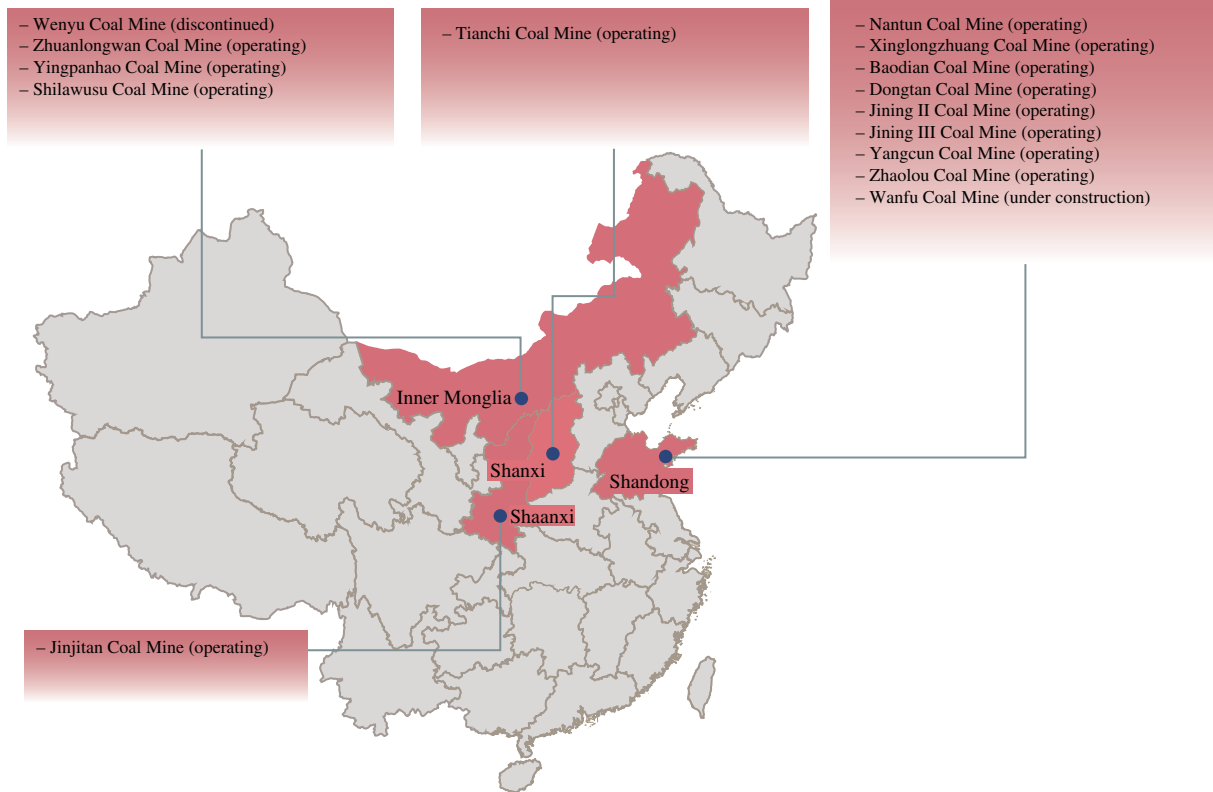 – Wenyu Coal Mine (discontinued)
– Zhuanlongwan Coal Mine (operating)
– Yingpanhao Coal Mine (operating)
– Shilawusu Coal Mine (operating)
– Tianchi Coal Mine (operating)
– Nantun Coal Mine (operating)
– Xinglongzhuang Coal Mine (operating)
– Baodian Coal Mine (operating)
– Dongtan Coal Mine (operating)
– Jining II Coal Mine (operating)
– Jining III Coal Mine (operating)
– Yangcun Coal Mine (operating)
– Zhaolou Coal Mine (operating)
– Wanfu Coal Mine (under construction)
Inner Monglia
Shanxi
Shandong
Shaanxi
– Jinjitan Coal Mine (operating)